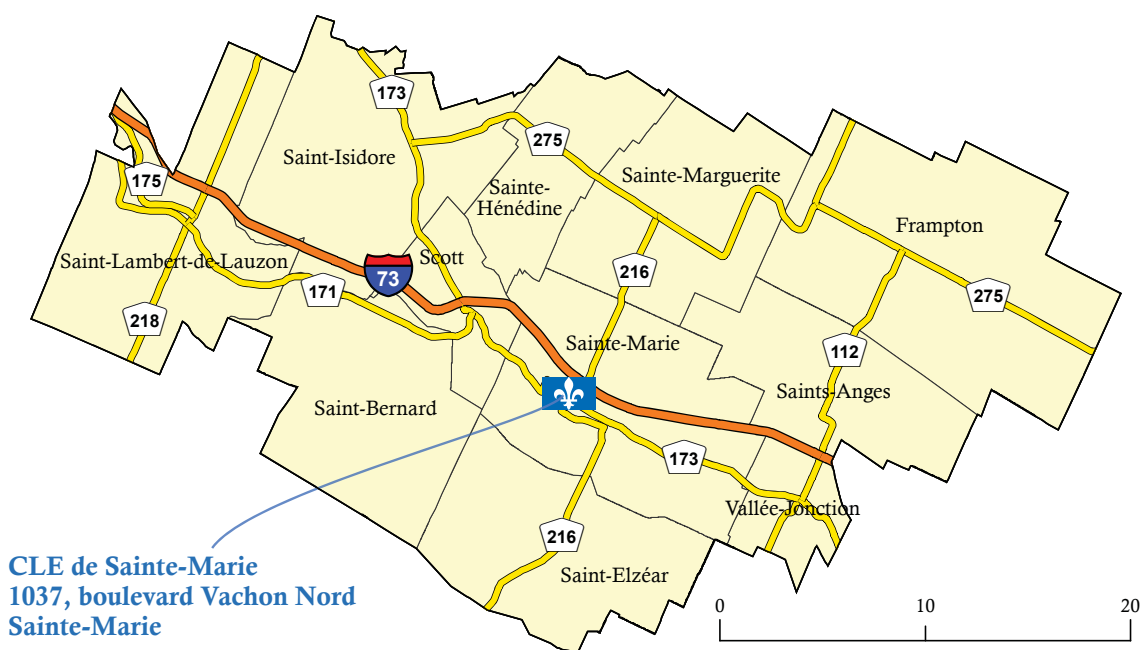 173
275
Saint-Isidore
Sainte-Marguerite
175
Sainte-
Hénédine
Frampton
Scott
Saint-Lambert-de-Lauzon
73
216
171
275
218
Sainte-Marie
112
Saints-Anges
Saint-Bernard
173
Vallée-Jonction
216
Saint-Elzéar
CLE de Sainte-Marie
1037, boulevard Vachon Nord
Sainte-Marie
0 10 20